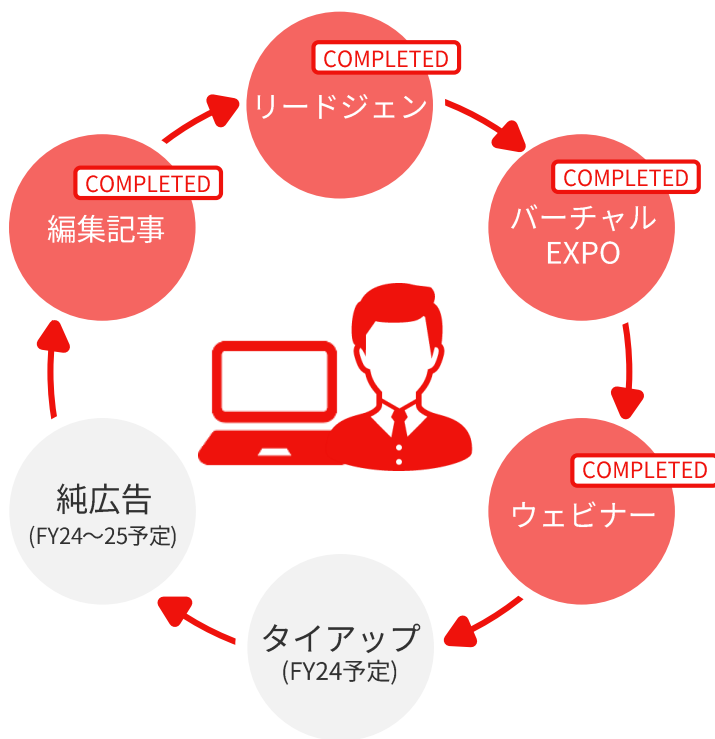 COMPLETED
リードジェン
COMPLETED
バーチャル
EXPO
COMPLETED
ウェビナー
タイアップ
(FY24予定)
純広告
(FY24～25予定)
COMPLETED
編集記事